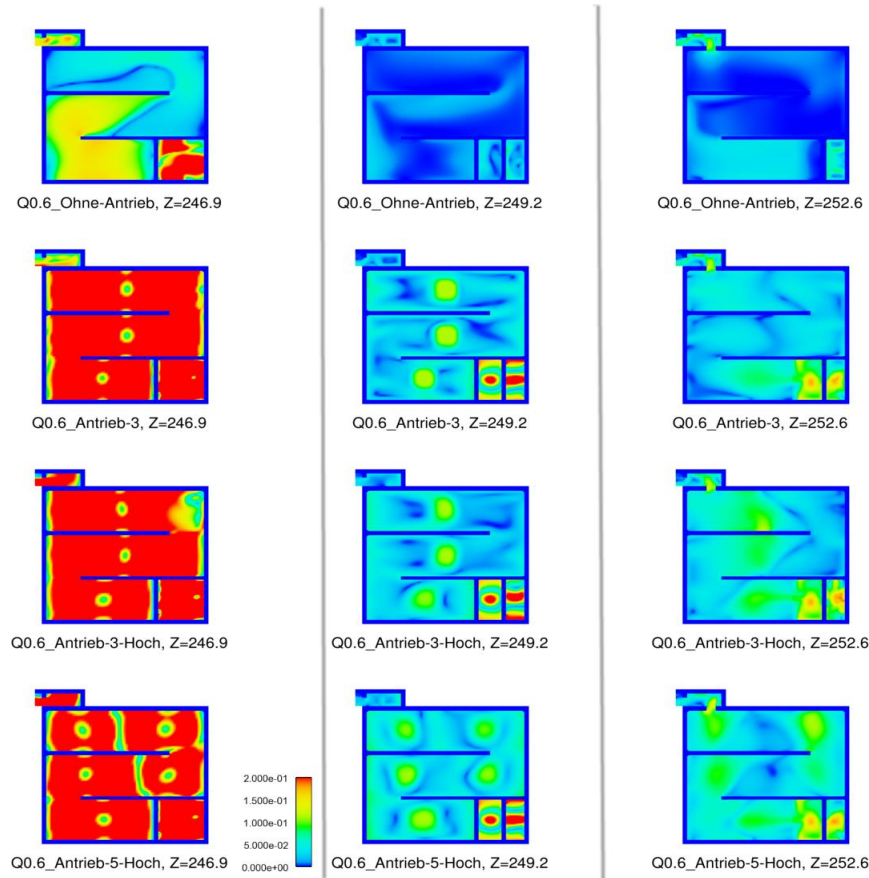 Q0.6_Ohne-Antrieb, Z=246.9
Q0.6_Ohne-Antrieb, Z=249.2
Q0.6_Ohne-Antrieb, Z=252.6
Q0.6_Antrieb-3, Z=246.9
Q0.6_Antrieb-3, Z=249.2
Q0.6_Antrieb-3, Z=252.6
Q0.6_Antrieb-3-Hoch, Z=246.9
Q0.6_Antrieb-3-Hoch, Z=249.2
Q0.6_Antrieb-3-Hoch, Z=252.6
2.000e-01
1.500e-01
1.000e-01
5.000e-02
0.000e+00
Q0.6_Antrieb-5-Hoch, Z=246.9
Q0.6_Antrieb-5-Hoch, Z=249.2
Q0.6_Antrieb-5-Hoch, Z=252.6